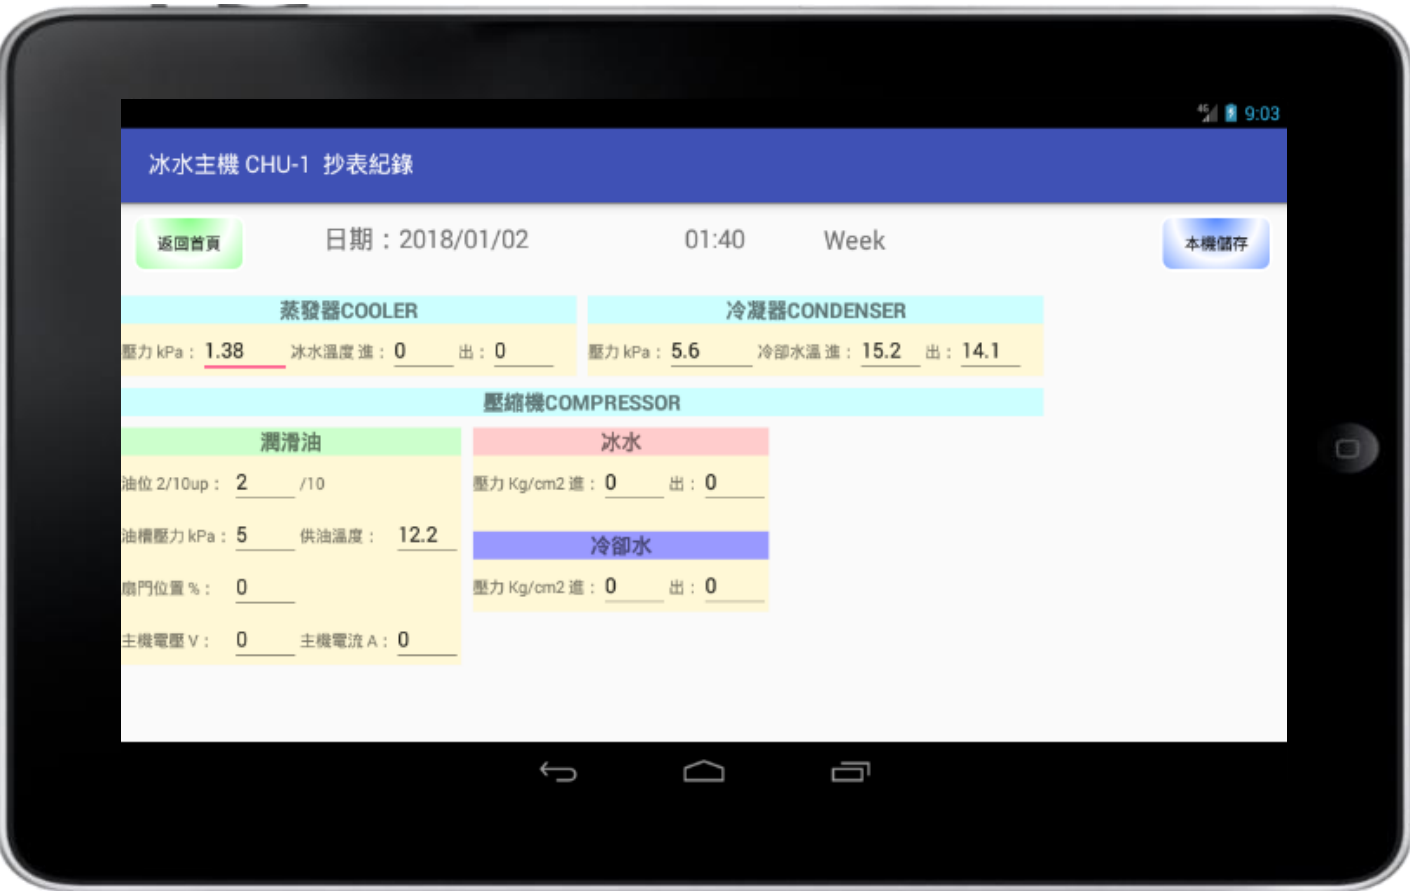 4G 9:03
冰水主機 CHU-1 抄表紀錄
返回首頁 日期：2018/01/02 01:40 Week 本機儲存
蒸發器COOLER 冷凝器CONDENSER
壓力 kPa： 1.38 冰水溫度 進： 0 出： 0 壓力 kPa： 5.6 冷卻水溫 進： 15.2 出： 14.1
壓縮機COMPRESSOR
潤滑油 冰水
油位 2/10up： 2 /10 壓力 Kg/cm2 進： 0 出： 0
油槽壓力 kPa： 5 供油溫度： 12.2 冷卻水
扇門位置 %： 0 壓力 Kg/cm2 進： 0 出： 0
主機電壓 V： 0 主機電流 A： 0